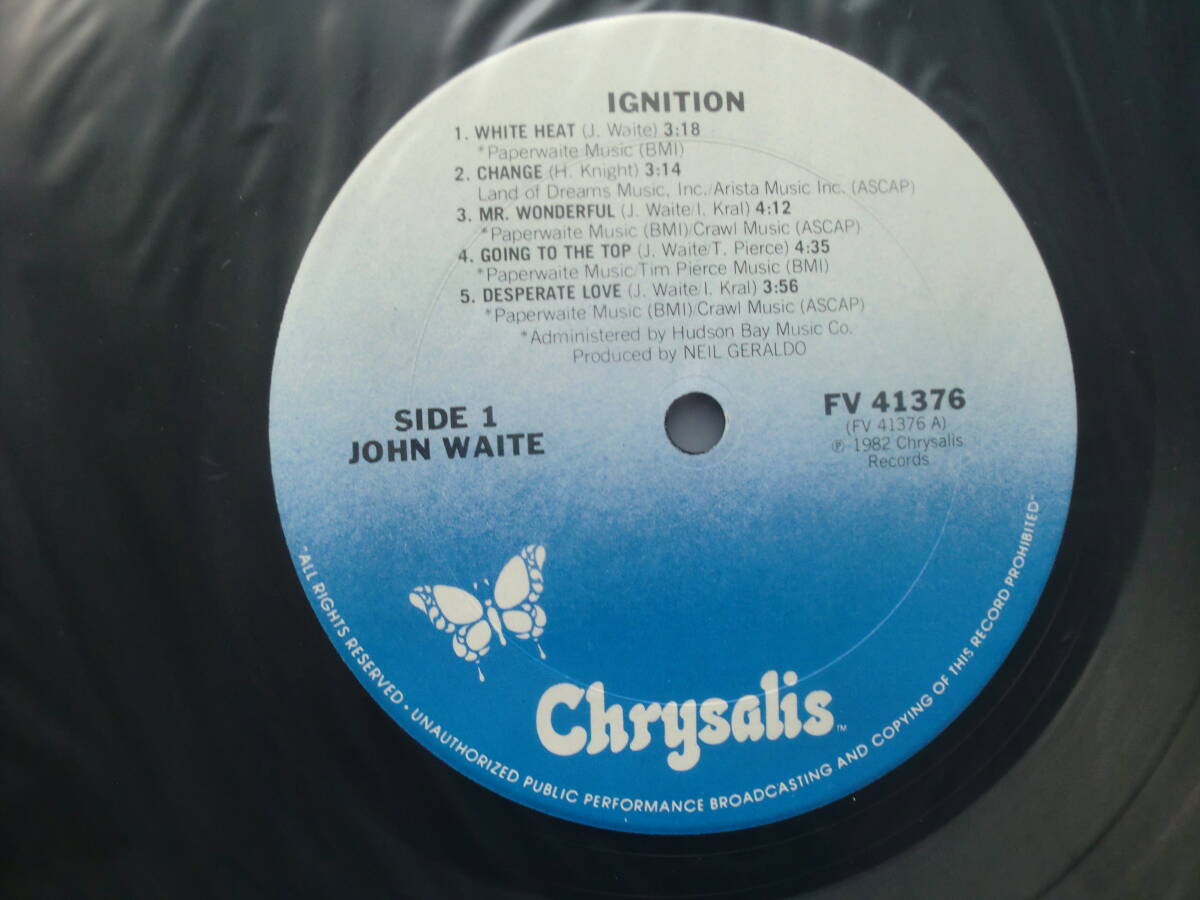 IGNITION
1. WHITE HEAT (J. Waite) 3:18
*Paperwaite Music (BMI)
2. CHANGE (H. Knight) 3:14
Land of Dreams Music, Inc./Arista Music Inc. (ASCAP)
3. MR. WONDERFUL (J. Waite/I. Kral) 4:12
*Paperwaite Music (BMI)/Crawl Music (ASCAP)
4. GOING TO THE TOP (J. Waite/T. Pierce) 4:35
*Paperwaite Music/Tim Pierce Music (BMI)
5. DESPERATE LOVE (J. Waite/I. Kral) 3:56
*Paperwaite Music (BMI)/Crawl Music (ASCAP)
*Administered by Hudson Bay Music Co.
Produced by NEIL GERALDO
SIDE 1
JOHN WAITE
FV 41376
(FV 41376 A)
℗ 1982 Chrysalis
Records
Chrysalis™
"ALL RIGHTS RESERVED • UNAUTHORIZED PUBLIC PERFORMANCE BROADCASTING AND COPYING OF THIS RECORD PROHIBITED"